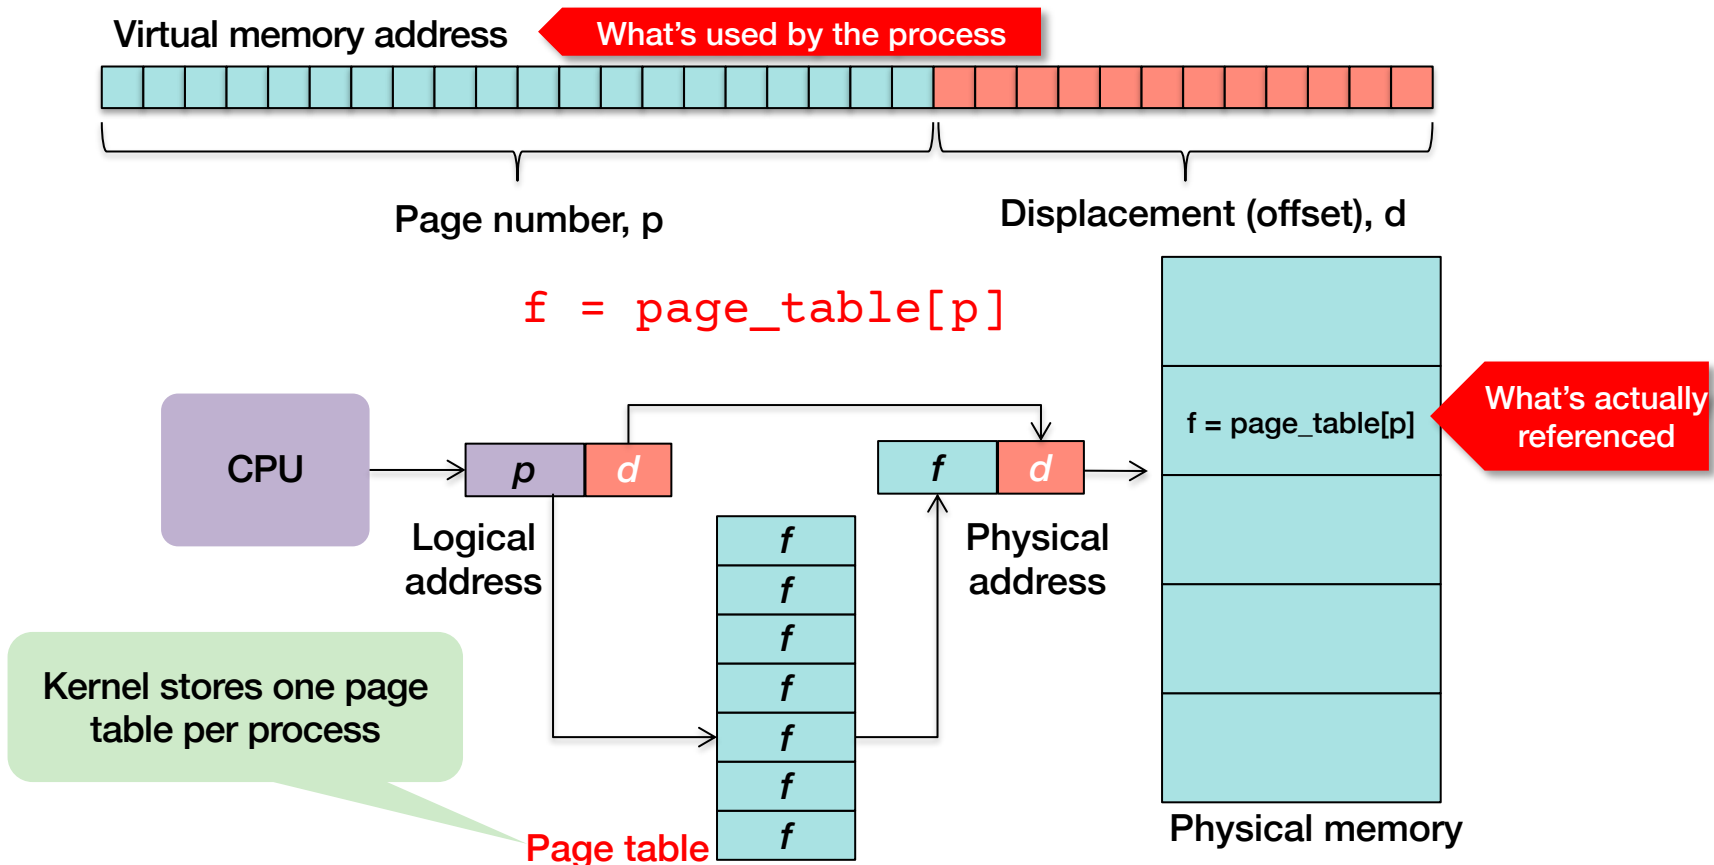 Virtual memory address
What's used by the process
Page number, p
Displacement (offset), d
f = page_table[p]
CPU
p
d
Logical
address
f
d
Physical
address
f
f
f
f
f
f
f
Page table
Kernel stores one page
table per process
f = page_table[p]
What's actually
referenced
Physical memory